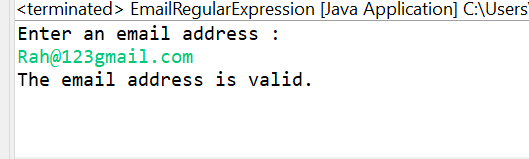 <terminated> EmailRegularExpression [Java Application] C:\Users\
Enter an email address :
Rah@123gmail.com
The email address is valid.